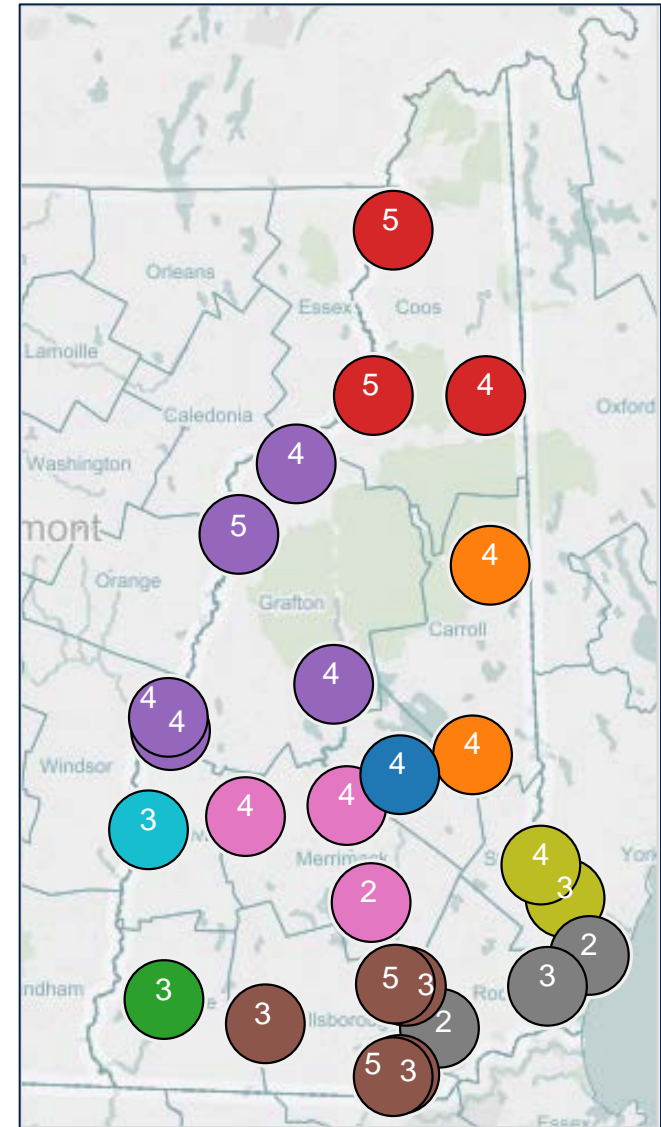 5
Orleans
Essex
Coos
Lamoille
5
4
Oxford
Caledonia
4
Washington
mont
5
4
Orange
Grafton
Carroll
4
4
4
4
4
Windsor
3
4
4
Merrimack
4
S
York
3
2
2
ndham
3
e
5
3
Roc
3
3
llsborough
2
5
3
Essex